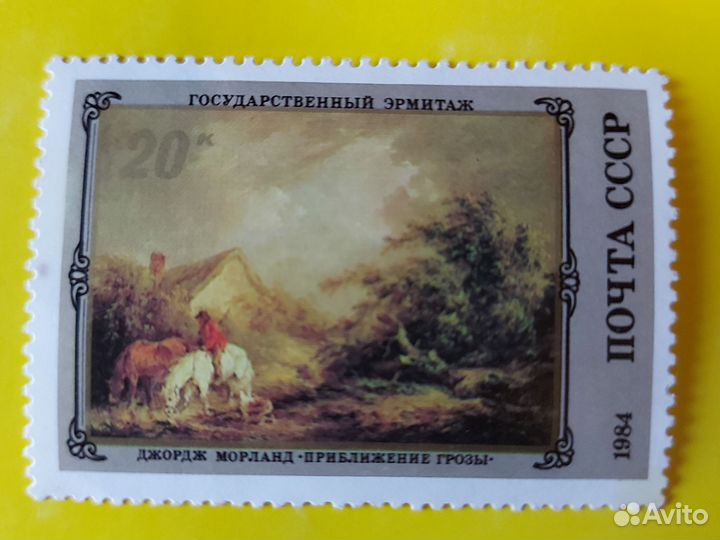 ГОСУДАРСТВЕННЫЙ ЭРМИТАЖ
20к
ДЖОРДЖ МОРЛАНД •ПРИБЛИЖЕНИЕ ГРОЗЫ•
ПОЧТА СССР
1984
Avito